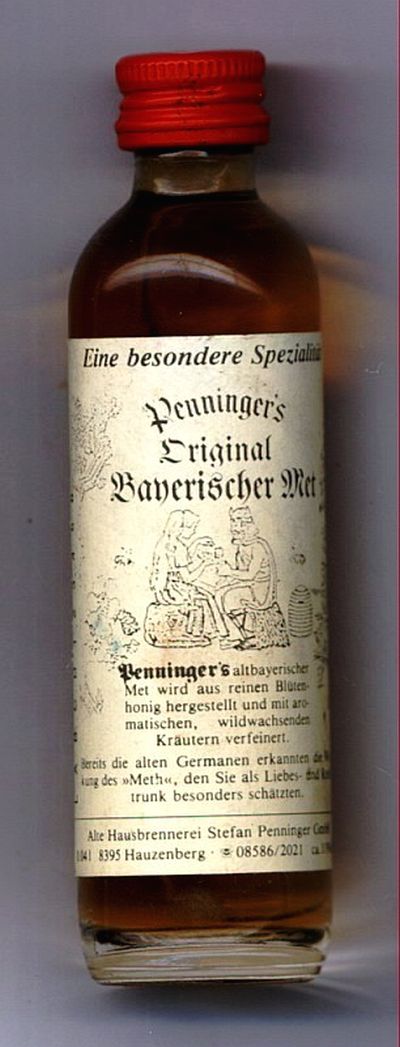 Eine besondere Spezialität
Penninger's
Original
Bayerischer Met
Penninger's altbayerischer
Met wird aus reinen Blüten-
honig hergestellt und mit aro-
matischen, wildwachsenden
Kräutern verfeinert.
Bereits die alten Germanen erkannten die
des »Meth«, den Sie als Liebes- und
trunk besonders schätzten.
Alte Hausbrennerei Stefan Penninger GmbH
8395 Hauzenberg · ☏ 08586/2021